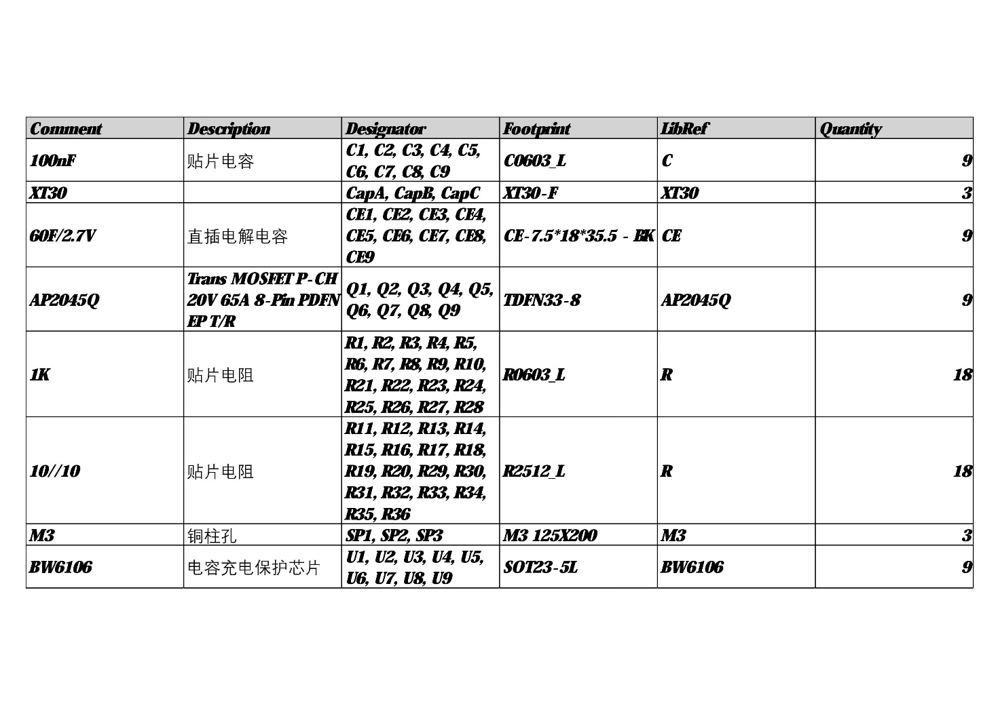 Comment Description Designator Footprint LibRef Quantity
100nF 贴片电容 C1, C2, C3, C4, C5,
C6, C7, C8, C9 C0603_L C 9
XT30 CapA, CapB, CapC XT30-F XT30 3
60F/2.7V 直插电解电容 CE1, CE2, CE3, CE4,
CE5, CE6, CE7, CE8,
CE9 CE-7.5*18*35.5 - BK CE 9
AP2045Q Trans MOSFET P-CH
20V 65A 8-Pin PDFN
EP T/R Q1, Q2, Q3, Q4, Q5,
Q6, Q7, Q8, Q9 TDFN33-8 AP2045Q 9
1K 贴片电阻 R1, R2, R3, R4, R5,
R6, R7, R8, R9, R10,
R21, R22, R23, R24,
R25, R26, R27, R28 R0603_L R 18
10//10 贴片电阻 R11, R12, R13, R14,
R15, R16, R17, R18,
R19, R20, R29, R30,
R31, R32, R33, R34,
R35, R36 R2512_L R 18
M3 铜柱孔 SP1, SP2, SP3 M3 125X200 M3 3
BW6106 电容充电保护芯片 U1, U2, U3, U4, U5,
U6, U7, U8, U9 SOT23-5L BW6106 9